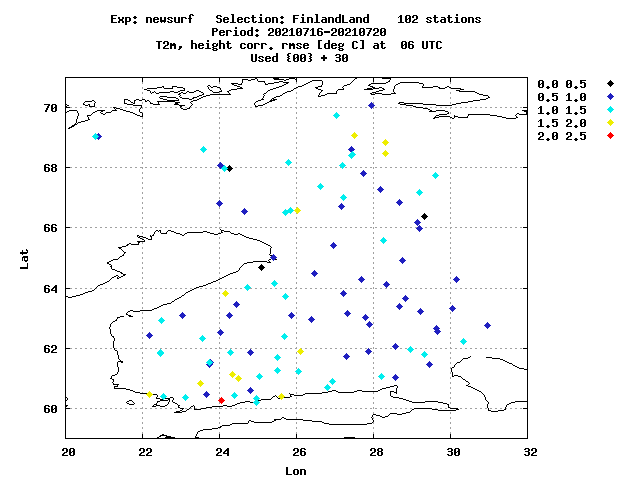 Exp: newsurf Selection: FinlandLand 102 stations
Period: 20210716-20210720
T2m, height corr. rmse [deg C] at 06 UTC
Used {00} + 30
0.0 0.5
0.5 1.0
1.0 1.5
1.5 2.0
2.0 2.5
70
68
66
64
62
60
Lat
20 22 24 26 28 30 32
Lon